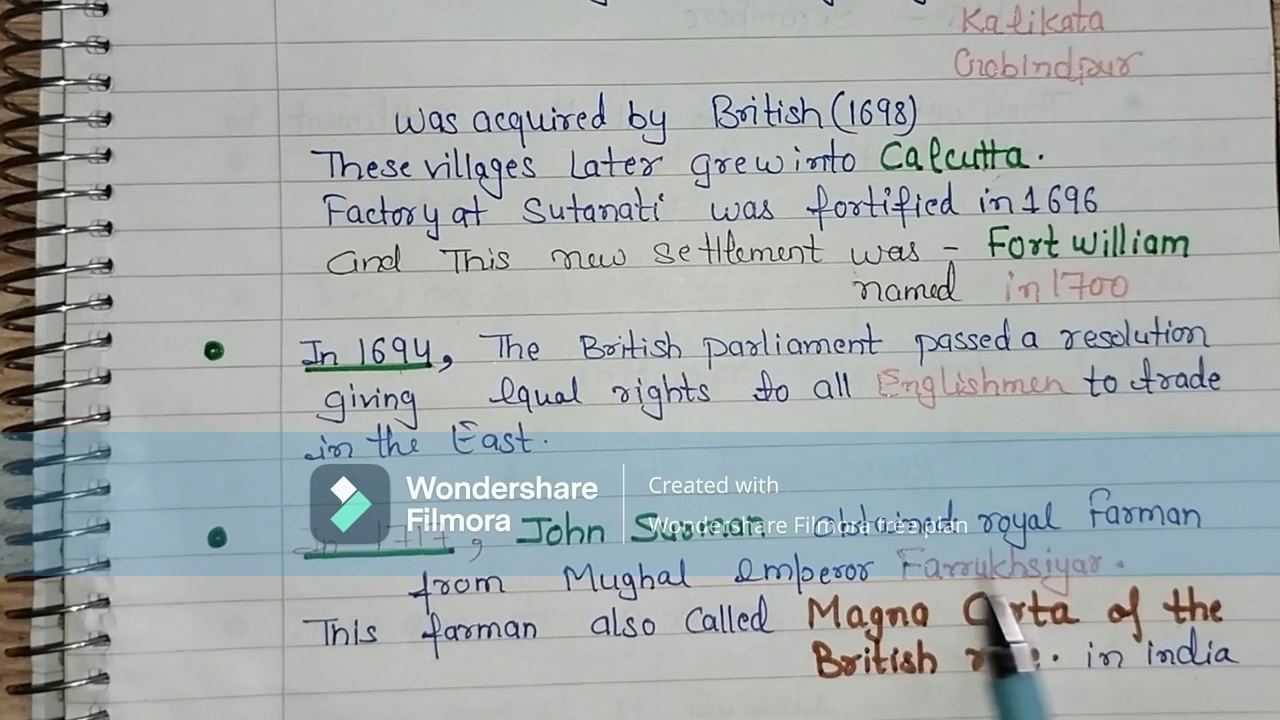 Kalikata
Gobindpur
was acquired by British (1698)
These villages Later grew into Calcutta.
Factory at Sutanati was fortified in 1696
and This new settlement was - Fort William
named in 1700
In 1694, The British parliament passed a resolution
giving equal rights to all Englishmen to trade
in the East.
Wondershare
Filmora
Created with
Wondershare Filmora free plan
John Surman obtained royal farman
from Mughal emperor Farrukhsiyar.
This farman also called Magna Carta of the
British in india